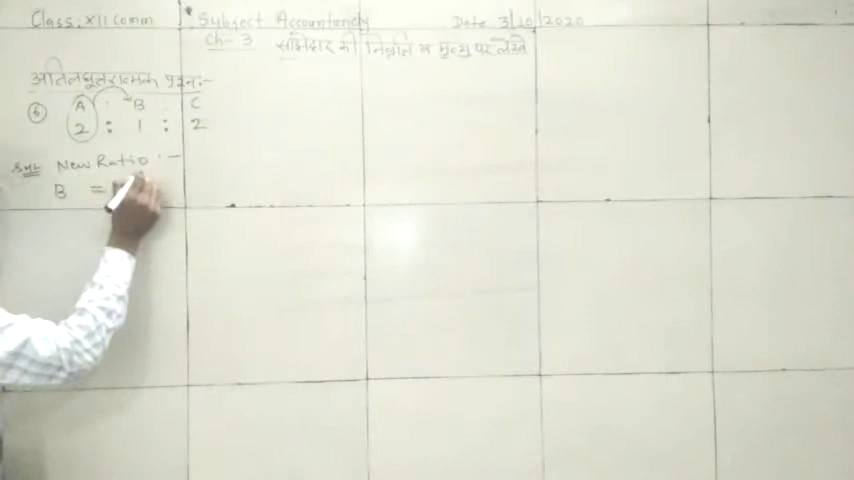 Class: XII Comm Subject Accountancy Date 3/10/2020
Ch- 3 साझेदार की निवृत्ति व मृत्यु पर लेखे
अतिलघूतरात्मक प्रश्न:-
A : B : C
2 : 1 : 2
New Ratio :-
B =